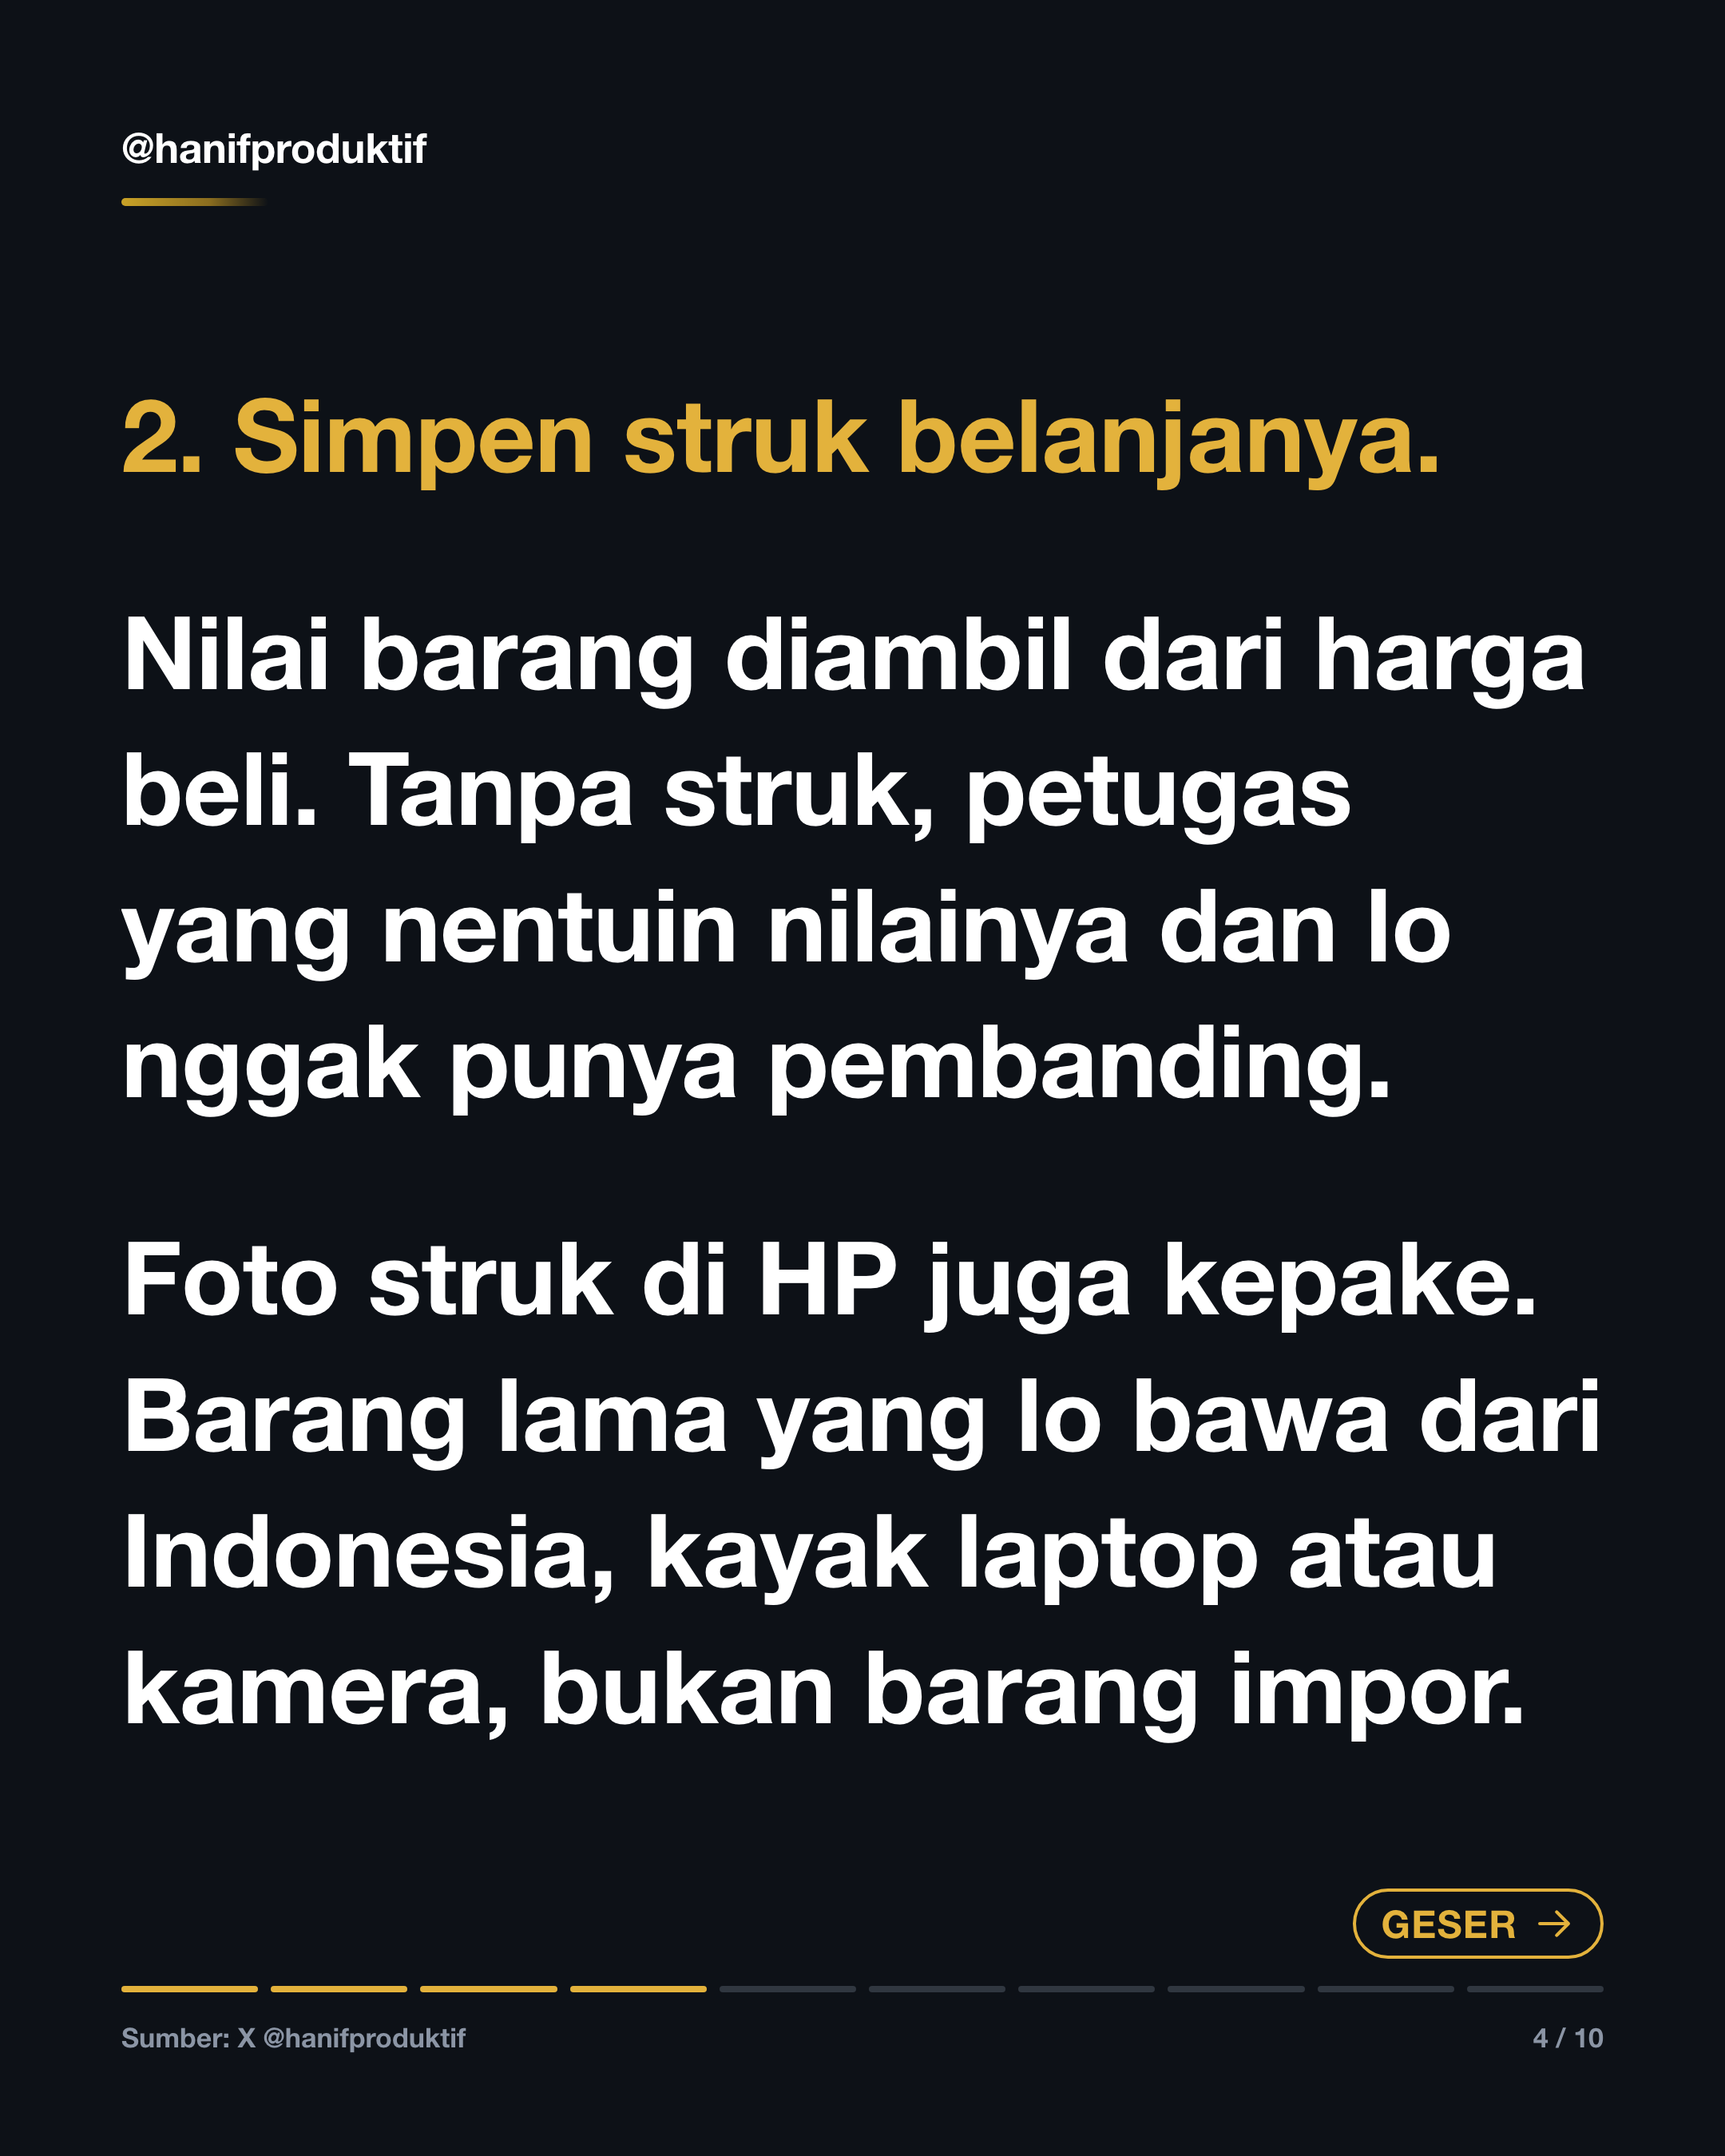 @hanifproduktif
2. Simpen struk belanjanya.
Nilai barang diambil dari harga
beli. Tanpa struk, petugas
yang nentuin nilainya dan lo
nggak punya pembanding.
Foto struk di HP juga kepake.
Barang lama yang lo bawa dari
Indonesia, kayak laptop atau
kamera, bukan barang impor.
GESER →
Sumber: X @hanifproduktif
4 / 10